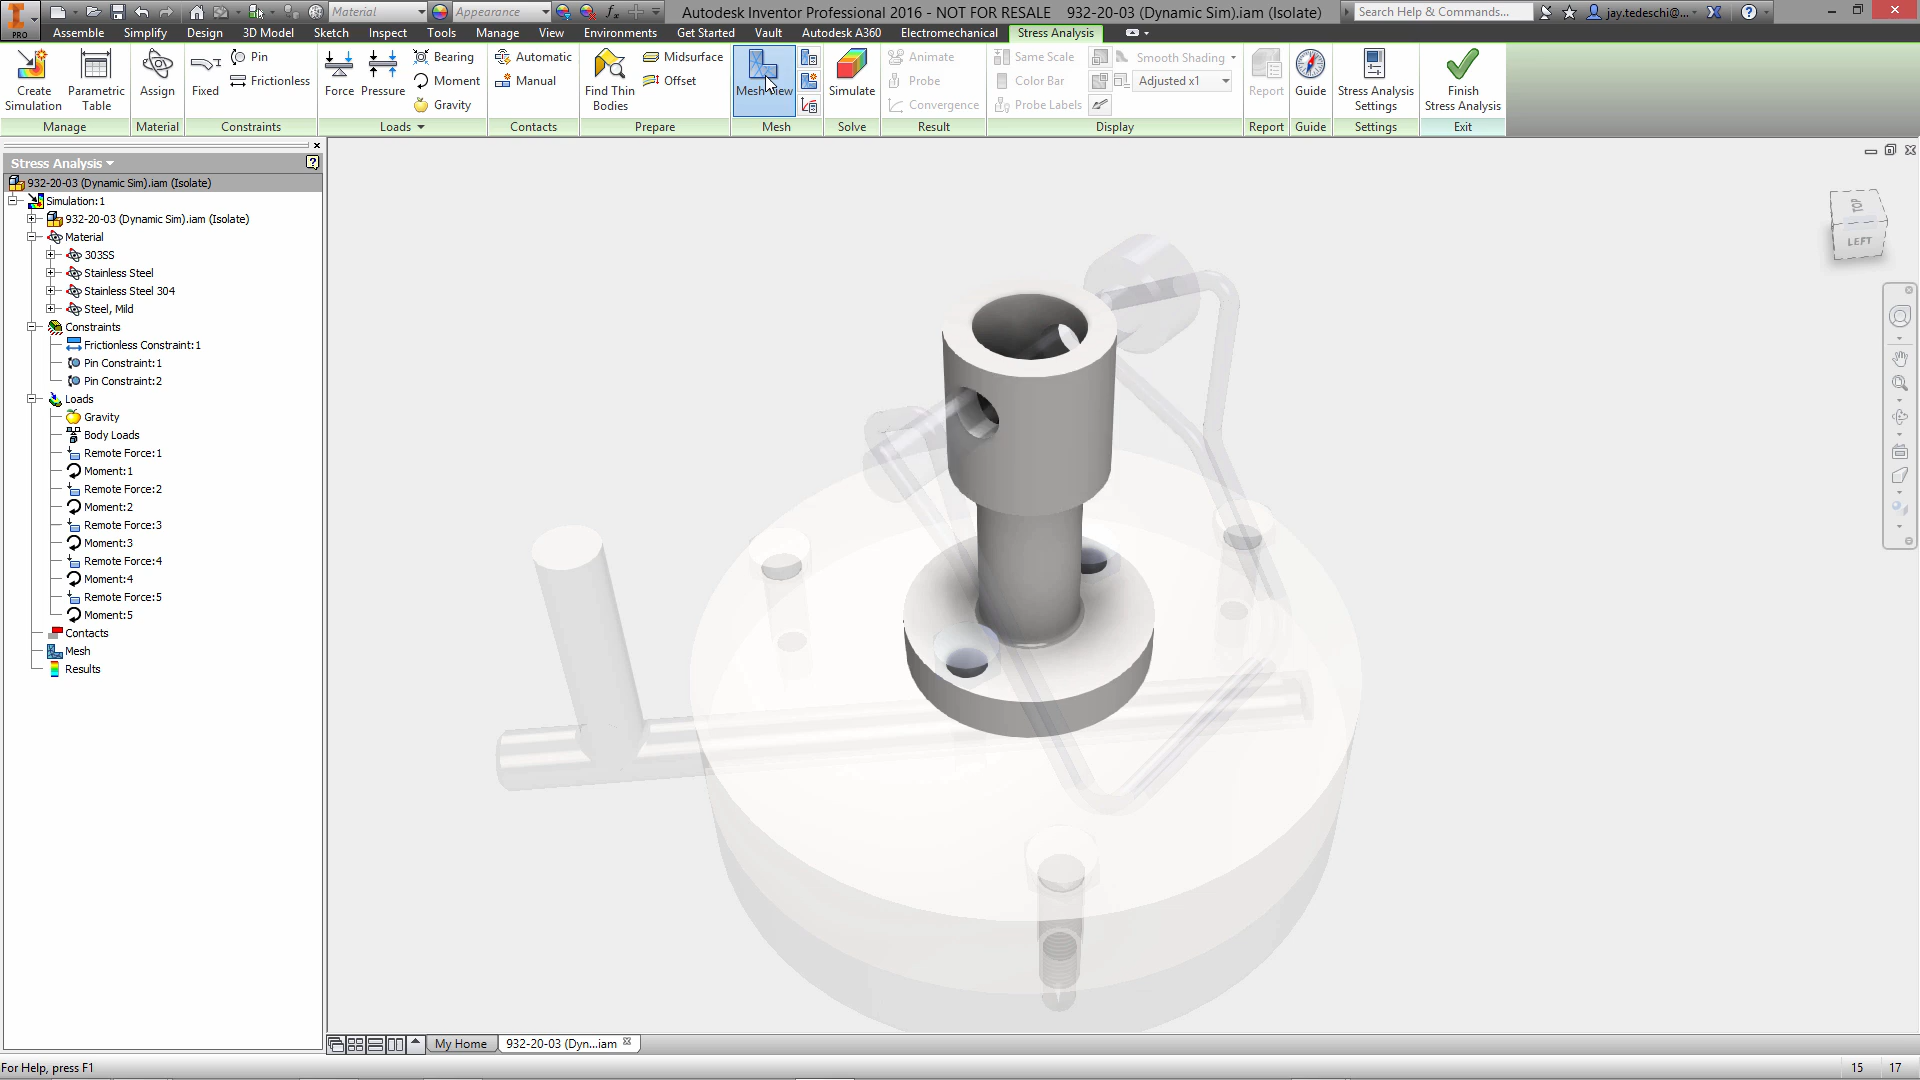 Material
Appearance
Autodesk Inventor Professional 2016 - NOT FOR RESALE 932-20-03 (Dynamic Sim).iam (Isolate)
Search Help & Commands...
jay.tedeschi@...
PRO
Assemble Simplify Design 3D Model Sketch Inspect Tools Manage View Environments Get Started Vault Autodesk A360 Electromechanical Stress Analysis
Create Simulation
Parametric Table
Manage
Assign
Material
Fixed
Pin
Frictionless
Constraints
Force
Pressure
Bearing
Moment
Gravity
Loads
Automatic
Manual
Contacts
Find Thin Bodies
Midsurface
Offset
Prepare
Mesh View
Mesh
Simulate
Solve
Animate
Probe
Convergence
Result
Same Scale
Color Bar
Probe Labels
Smooth Shading
Adjusted x1
Display
Report
Report
Guide
Guide
Stress Analysis Settings
Settings
Finish Stress Analysis
Exit
Stress Analysis
932-20-03 (Dynamic Sim).iam (Isolate)
Simulation:1
932-20-03 (Dynamic Sim).iam (Isolate)
Material
303SS
Stainless Steel
Stainless Steel 304
Steel, Mild
Constraints
Frictionless Constraint:1
Pin Constraint:1
Pin Constraint:2
Loads
Gravity
Body Loads
Remote Force:1
Moment:1
Remote Force:2
Moment:2
Remote Force:3
Moment:3
Remote Force:4
Moment:4
Remote Force:5
Moment:5
Contacts
Mesh
Results
TOP
LEFT
My Home
932-20-03 (Dyn...iam
For Help, press F1
15 17